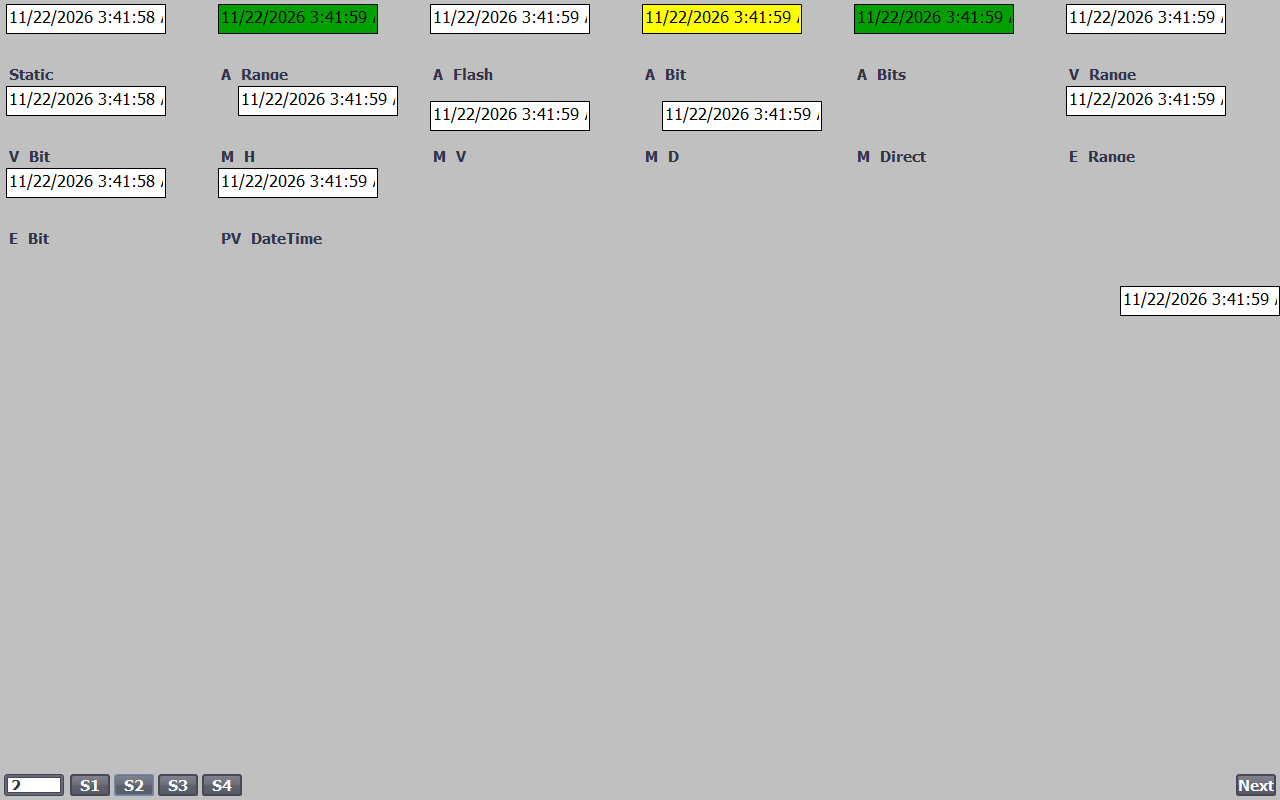 11/22/2026 3:41:58 11/22/2026 3:41:59 11/22/2026 3:41:59 11/22/2026 3:41:59 11/22/2026 3:41:59 11/22/2026 3:41:59
Static A Range A Flash A Bit A Bits V Range
11/22/2026 3:41:58 11/22/2026 3:41:59 11/22/2026 3:41:59 11/22/2026 3:41:59 11/22/2026 3:41:59
V Bit M H M V M D M Direct E Range
11/22/2026 3:41:58 11/22/2026 3:41:59
E Bit PV DateTime
11/22/2026 3:41:59
2 S1 S2 S3 S4 Next